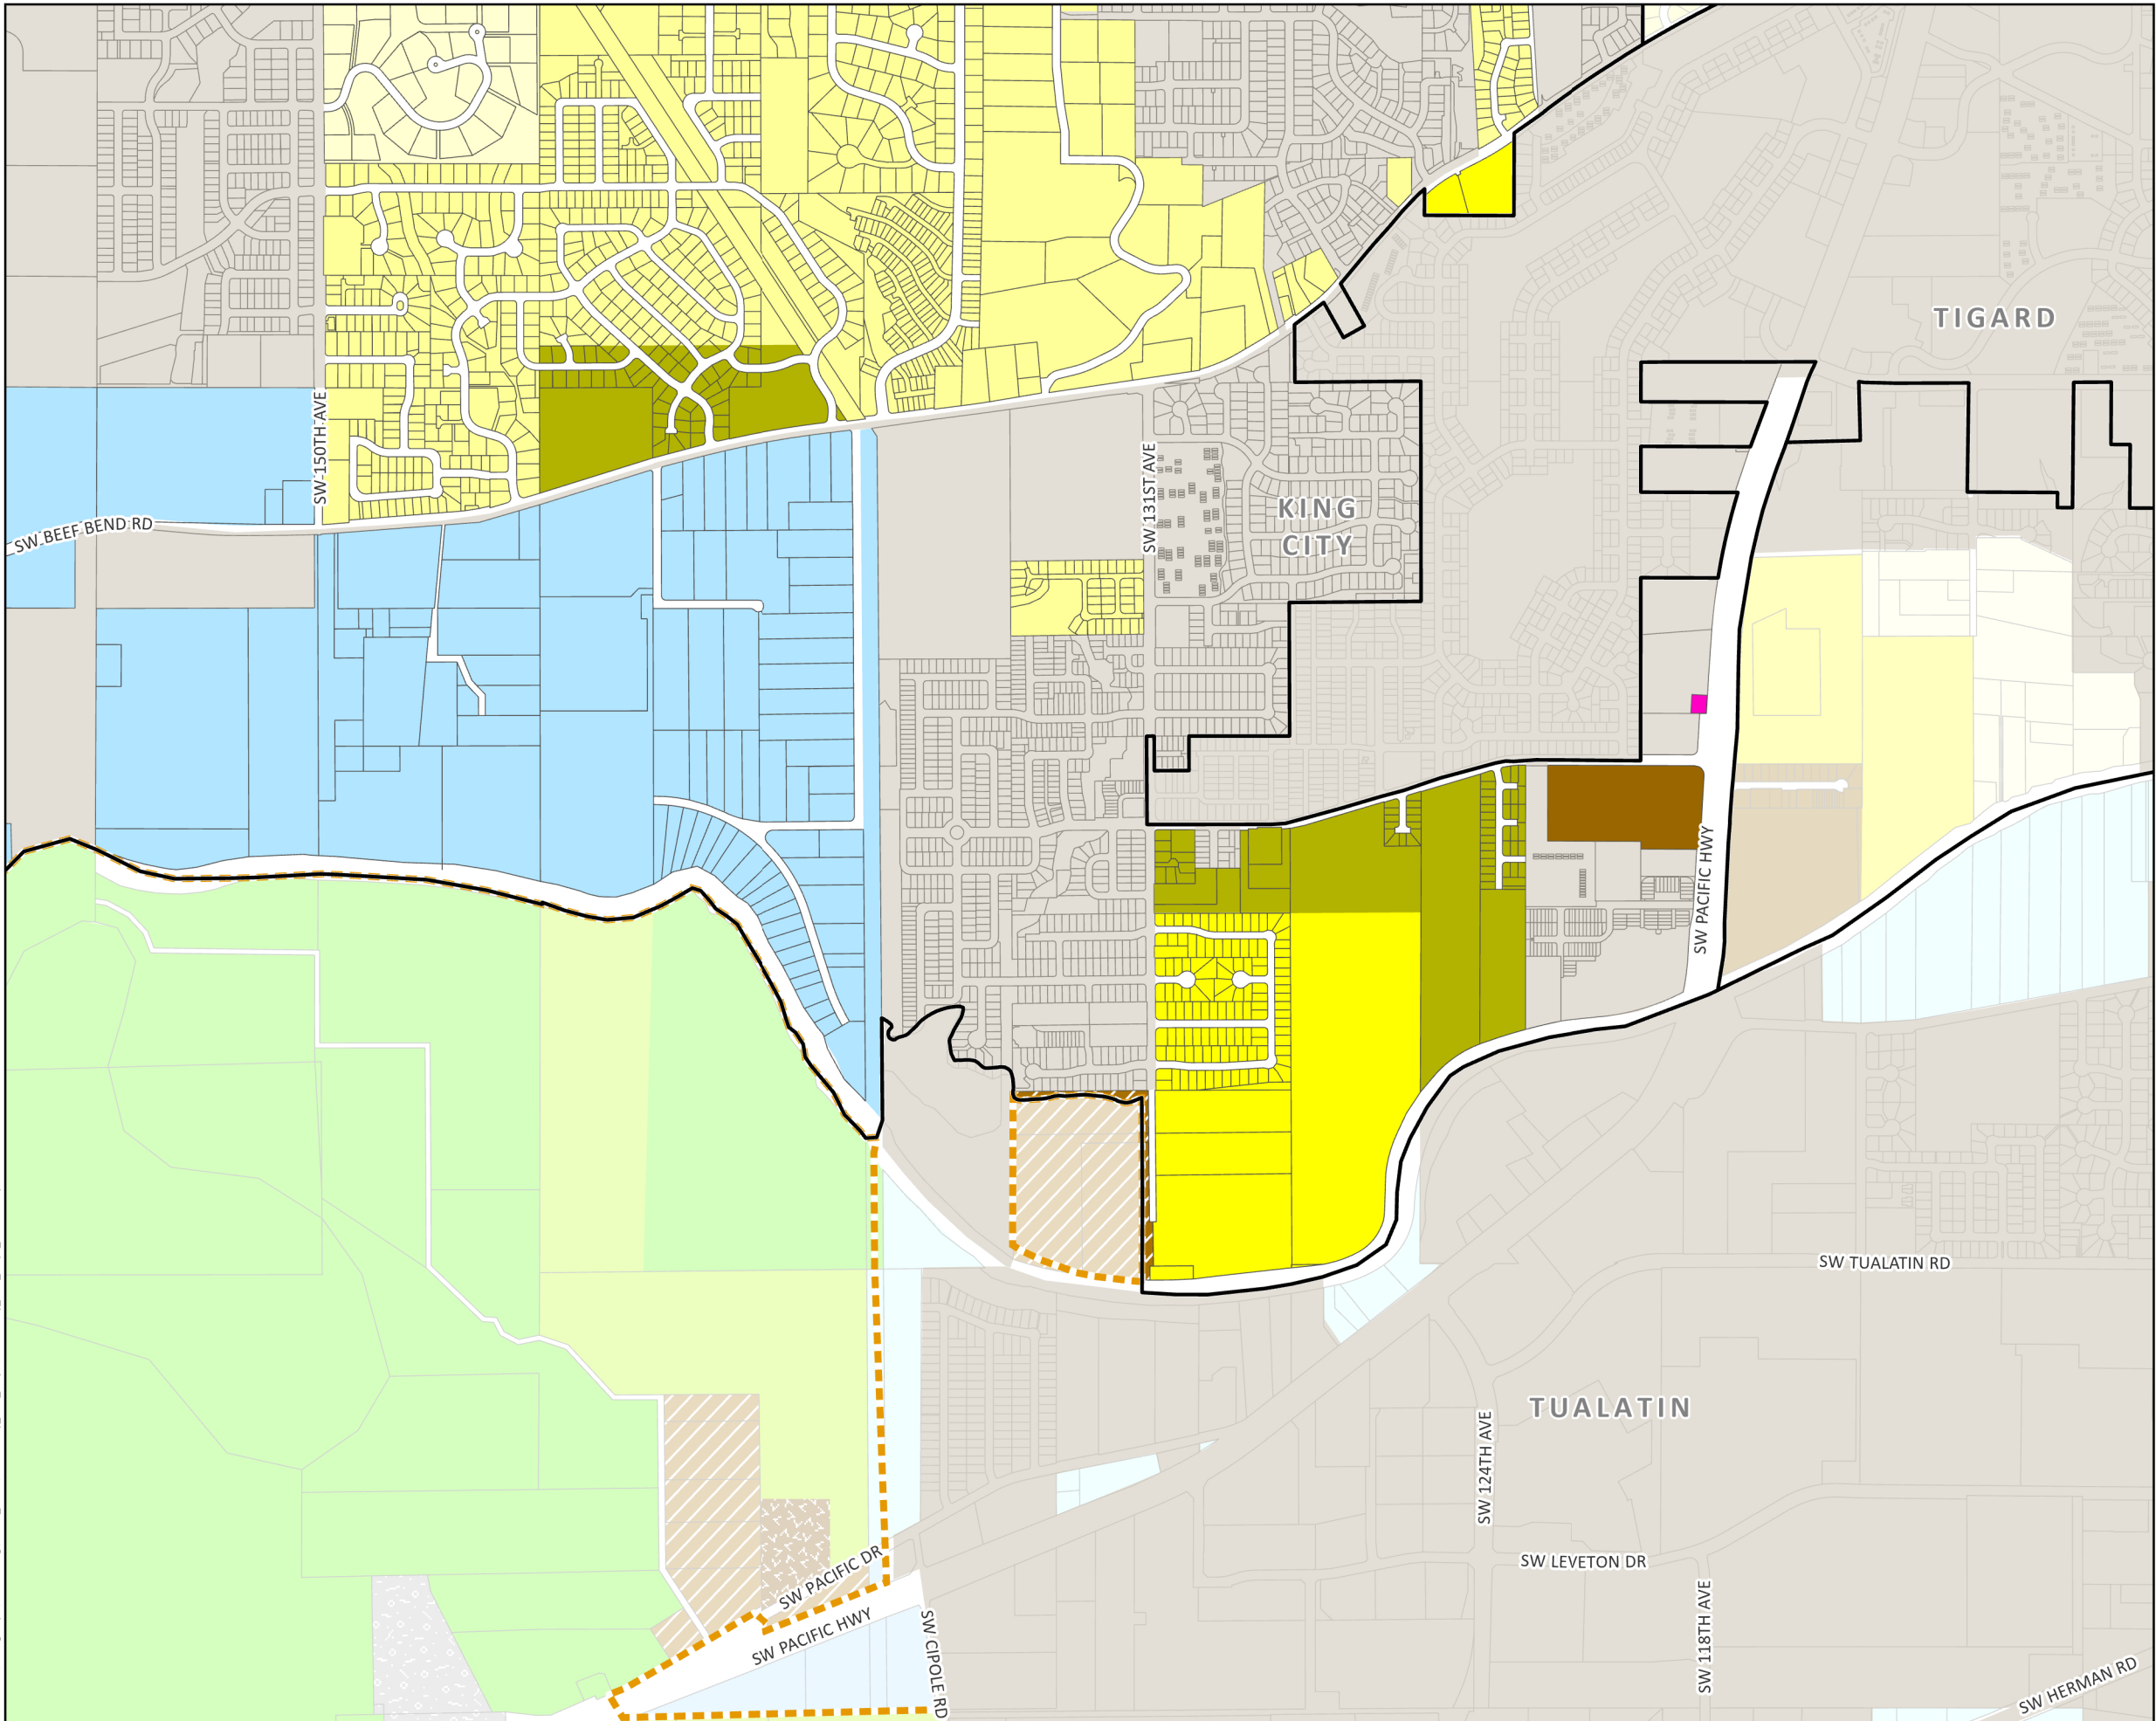 TIGARD
SW 150TH AVE
SW 131ST AVE
KING
CITY
SW BEEF BEND RD
SW PACIFIC HWY
SW TUALATIN RD
TUALATIN
SW 124TH AVE
SW LEVETON DR
SW PACIFIC DR
SW PACIFIC HWY
SW CIPOLE RD
SW 118TH AVE
SW HERMAN RD